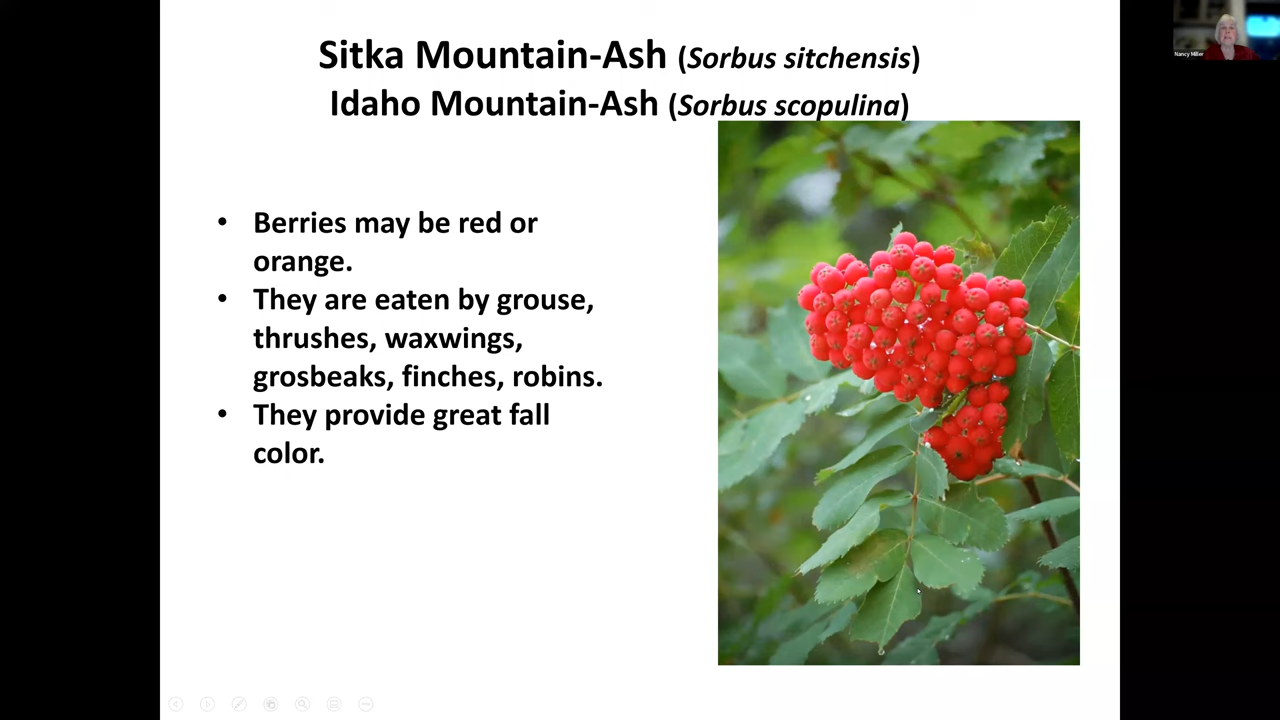 Sitka Mountain-Ash (Sorbus sitchensis)
Idaho Mountain-Ash (Sorbus scopulina)
• Berries may be red or
orange.
• They are eaten by grouse,
thrushes, waxwings,
grosbeaks, finches, robins.
• They provide great fall
color.
Nancy Miller